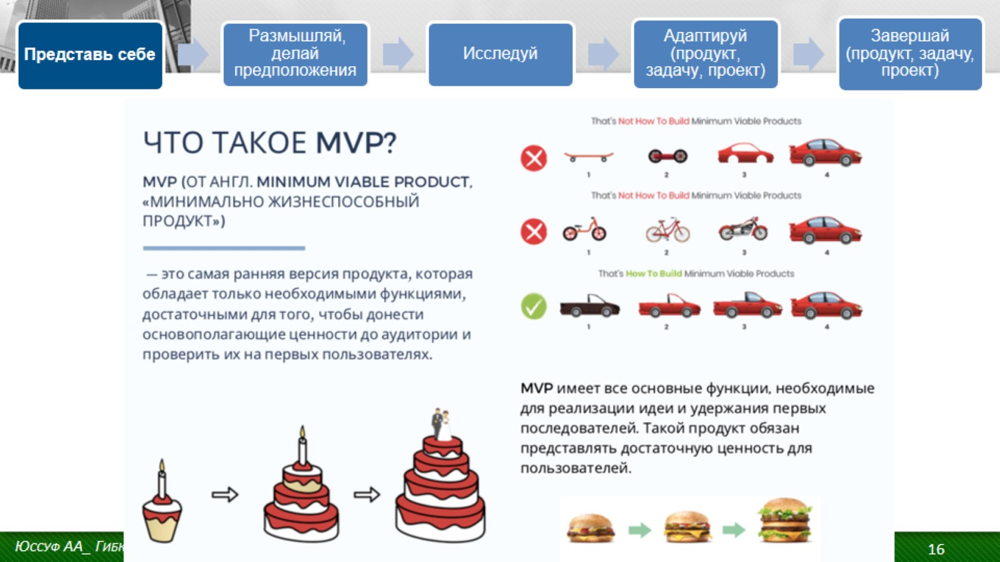 Представь себе
Размышляй,
делай
предположения
Исследуй
Адаптируй
(продукт,
задачу, проект)
Завершай
(продукт, задачу,
проект)
ЧТО ТАКОЕ MVP?
MVP (ОТ АНГЛ. MINIMUM VIABLE PRODUCT,
«МИНИМАЛЬНО ЖИЗНЕСПОСОБНЫЙ
ПРОДУКТ»)
— это самая ранняя версия продукта, которая
обладает только необходимыми функциями,
достаточными для того, чтобы донести
основополагающие ценности до аудитории и
проверить их на первых пользователях.
That's Not How To Build Minimum Viable Products
1 2 3 4
That's Not How To Build Minimum Viable Products
1 2 3 4
That's How To Build Minimum Viable Products
1 2 3 4
MVP имеет все основные функции, необходимые
для реализации идеи и удержания первых
последователей. Такой продукт обязан
представлять достаточную ценность для
пользователей.
Юссуф АА_
16